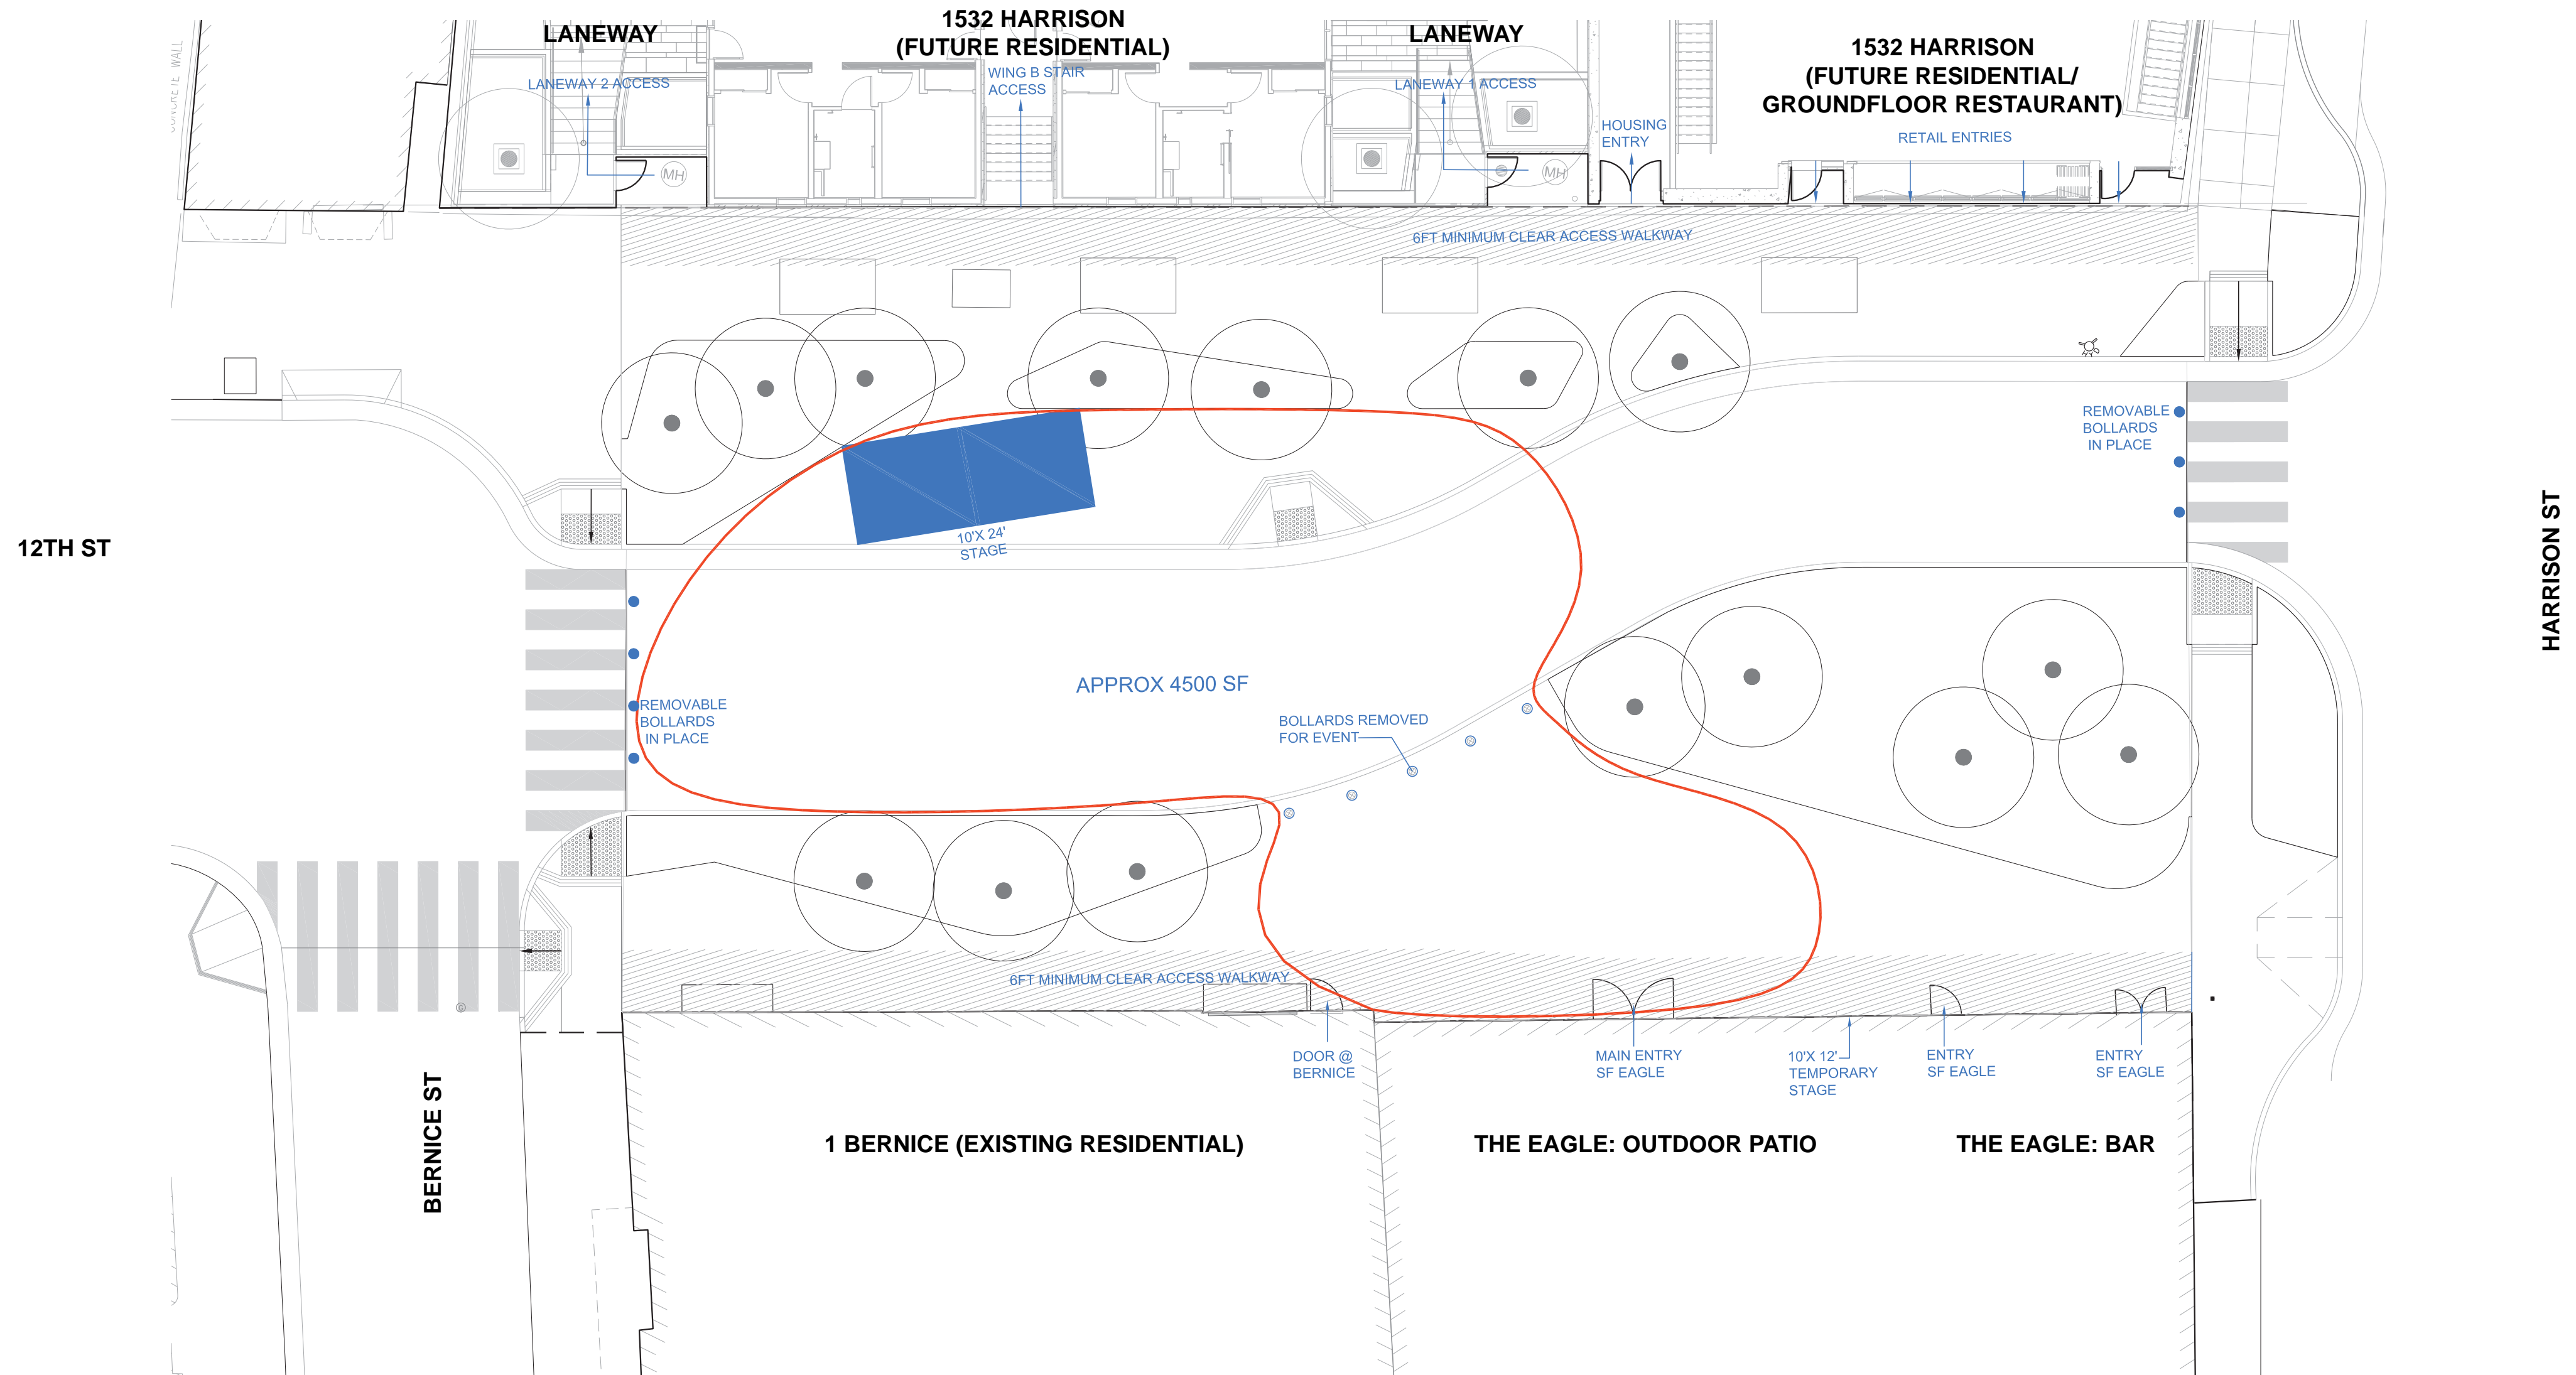 LANEWAY
1532 HARRISON
(FUTURE RESIDENTIAL)
LANEWAY
1532 HARRISON
(FUTURE RESIDENTIAL/
GROUNDFLOOR RESTAURANT)
CONCRETE WALL
LANEWAY 2 ACCESS
WING B STAIR
ACCESS
LANEWAY 1 ACCESS
HOUSING
ENTRY
RETAIL ENTRIES
MH
MH
6FT MINIMUM CLEAR ACCESS WALKWAY
REMOVABLE
BOLLARDS
IN PLACE
10'X 24'
STAGE
12TH ST
HARRISON ST
APPROX 4500 SF
REMOVABLE
BOLLARDS
IN PLACE
BOLLARDS REMOVED
FOR EVENT
6FT MINIMUM CLEAR ACCESS WALKWAY
DOOR @
BERNICE
MAIN ENTRY
SF EAGLE
10'X 12'
TEMPORARY
STAGE
ENTRY
SF EAGLE
ENTRY
SF EAGLE
BERNICE ST
1 BERNICE (EXISTING RESIDENTIAL)
THE EAGLE: OUTDOOR PATIO
THE EAGLE: BAR